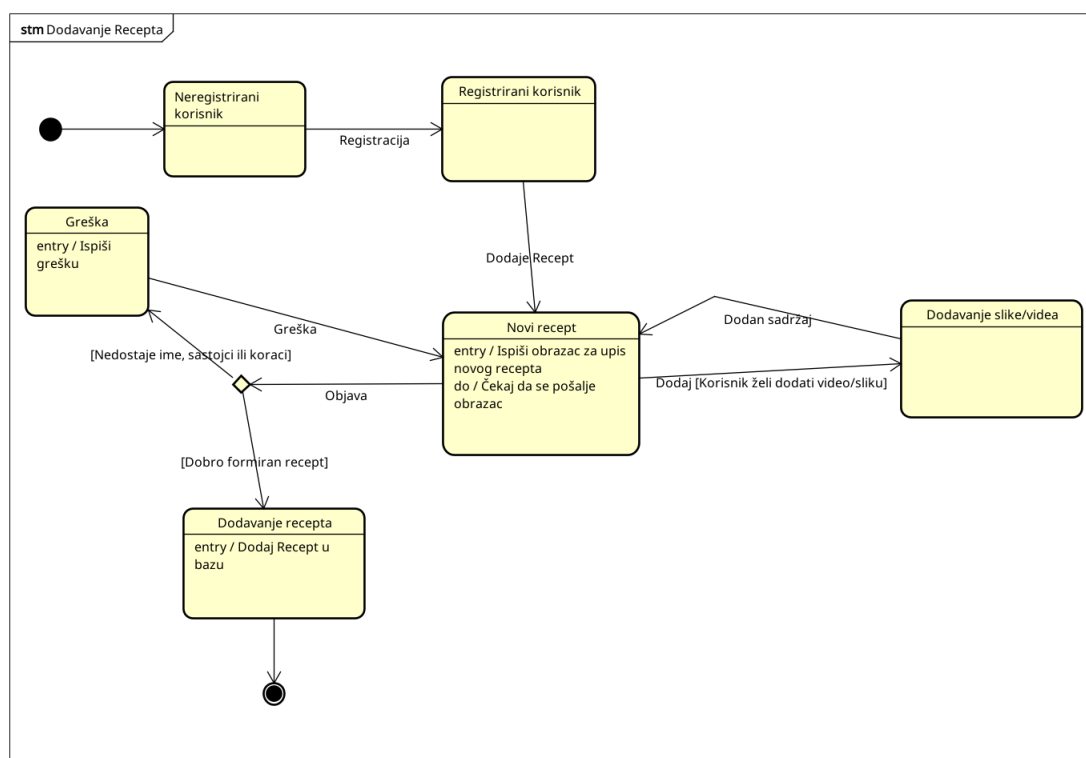 stm Dodavanje Recepta
Neregistrirani
korisnik
Registracija
Registrirani korisnik
Greška
entry / Ispiši
grešku
Dodaje Recept
Greška
[Nedostaje ime, sastojci ili koraci]
Objava
Novi recept
entry / Ispiši obrazac za upis
novog recepta
do / Čekaj da se pošalje
obrazac
Dodan sadržaj
Dodaj [Korisnik želi dodati video/sliku]
Dodavanje slike/videa
[Dobro formiran recept]
Dodavanje recepta
entry / Dodaj Recept u
bazu